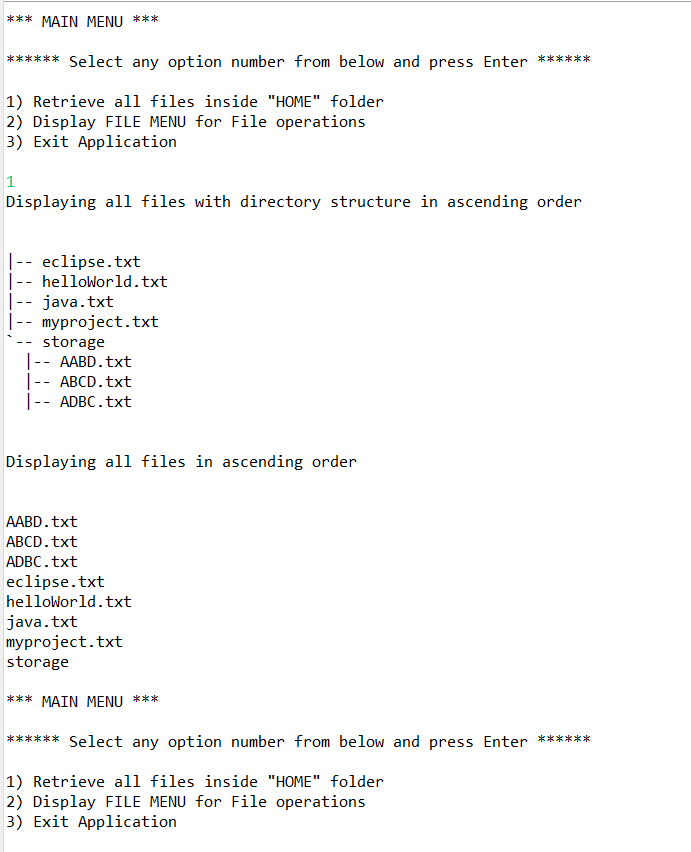 *** MAIN MENU ***
****** Select any option number from below and press Enter ******
1) Retrieve all files inside "HOME" folder
2) Display FILE MENU for File operations
3) Exit Application
1
Displaying all files with directory structure in ascending order
|-- eclipse.txt
|-- helloWorld.txt
|-- java.txt
|-- myproject.txt
`-- storage
  |-- AABD.txt
  |-- ABCD.txt
  |-- ADBC.txt
Displaying all files in ascending order
AABD.txt
ABCD.txt
ADBC.txt
eclipse.txt
helloWorld.txt
java.txt
myproject.txt
storage
*** MAIN MENU ***
****** Select any option number from below and press Enter ******
1) Retrieve all files inside "HOME" folder
2) Display FILE MENU for File operations
3) Exit Application